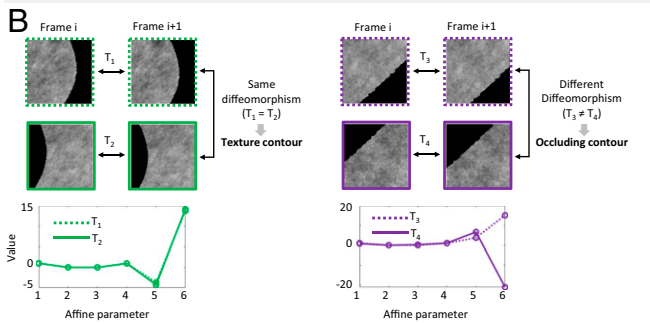 B
Frame i
Frame i+1
T1
Same
diffeomorphism
(T1 = T2)
Texture contour
T2
Frame i
Frame i+1
T3
Different
Diffeomorphism
(T3 ≠ T4)
Occluding contour
T4
15
T1
T2
Value
0
-5
1 2 3 4 5 6
Affine parameter
20
T3
T4
0
-20
1 2 3 4 5 6
Affine parameter